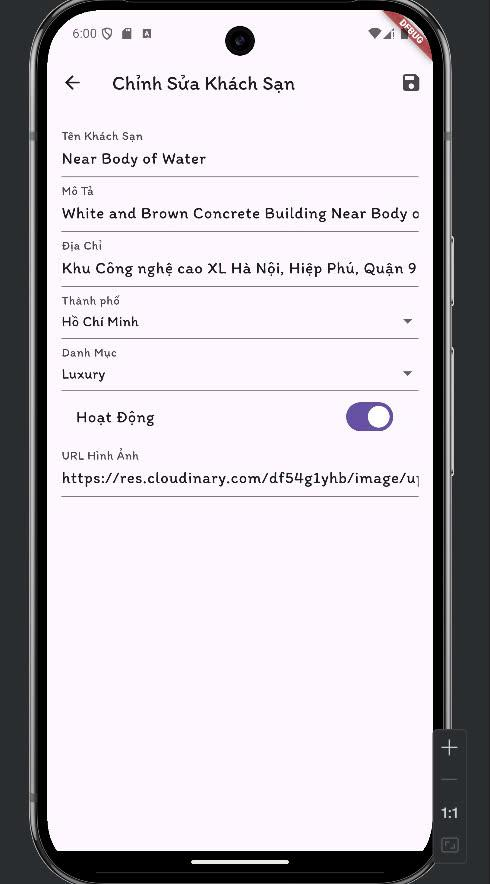 6:00
DEBUG
Chỉnh Sửa Khách Sạn
Tên Khách Sạn
Near Body of Water
Mô Tả
White and Brown Concrete Building Near Body o
Địa Chỉ
Khu Công nghệ cao XL Hà Nội, Hiệp Phú, Quận 9
Thành phố
Hồ Chí Minh
Danh Mục
Luxury
Hoạt Động
URL Hình Ảnh
https://res.cloudinary.com/df54g1yhb/image/up
1:1